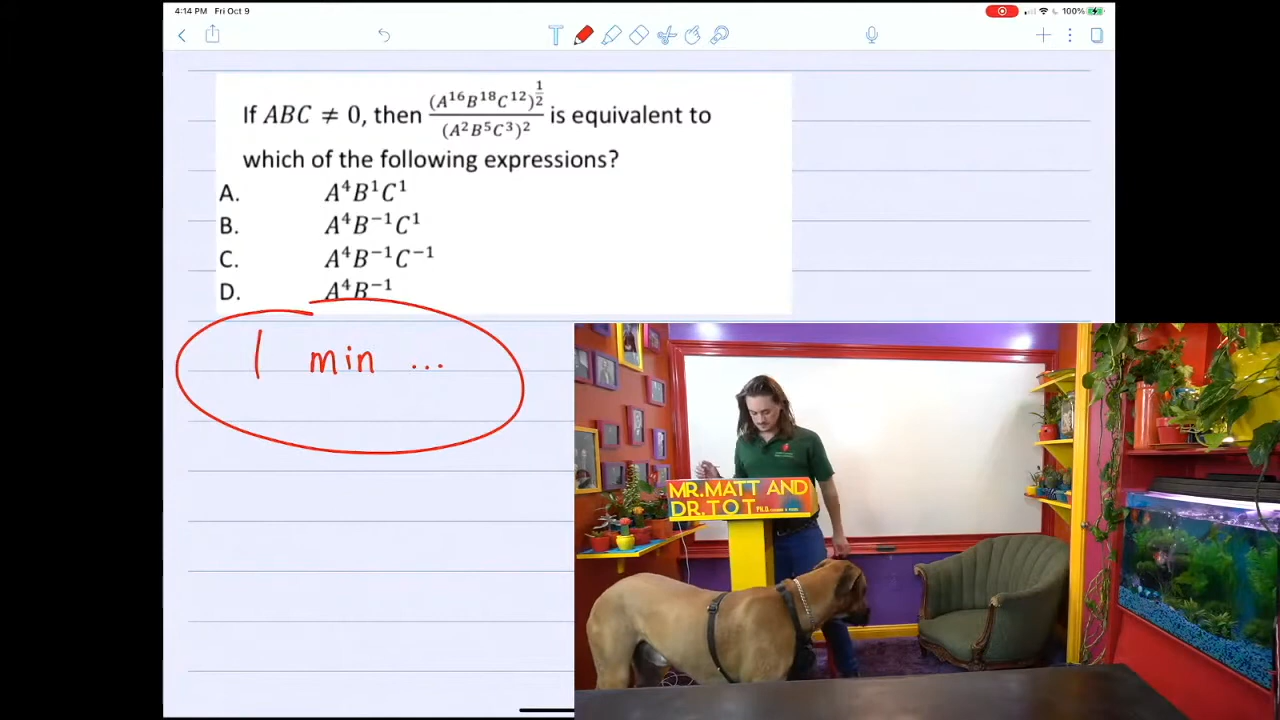 4:14 PM Fri Oct 9
100%
If ABC ≠ 0, then (A¹⁶B¹⁸C¹²)^(1/2) / (A²B⁵C³)² is equivalent to
which of the following expressions?
A. A⁴B¹C¹
B. A⁴B⁻¹C¹
C. A⁴B⁻¹C⁻¹
D. A⁴B⁻¹
1 min ...
MR.MATT AND
DR.TOT PH.D.